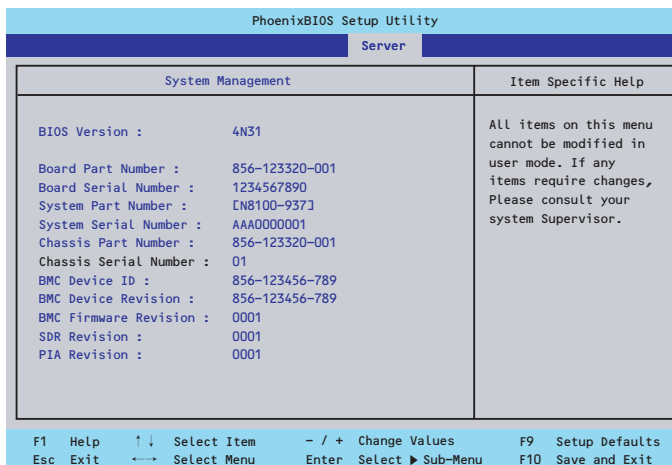 PhoenixBIOS Setup Utility
Server
System Management
Item Specific Help
BIOS Version : 4N31
Board Part Number : 856-123320-001
Board Serial Number : 1234567890
System Part Number : [N8100-937]
System Serial Number : AAA0000001
Chassis Part Number : 856-123320-001
Chassis Serial Number : 01
BMC Device ID : 856-123456-789
BMC Device Revision : 856-123456-789
BMC Firmware Revision : 0001
SDR Revision : 0001
PIA Revision : 0001
All items on this menu
cannot be modified in
user mode. If any
items require changes,
Please consult your
system Supervisor.
F1 Help ↑↓ Select Item - / + Change Values F9 Setup Defaults
Esc Exit ←→ Select Menu Enter Select ▶ Sub-Menu F10 Save and Exit